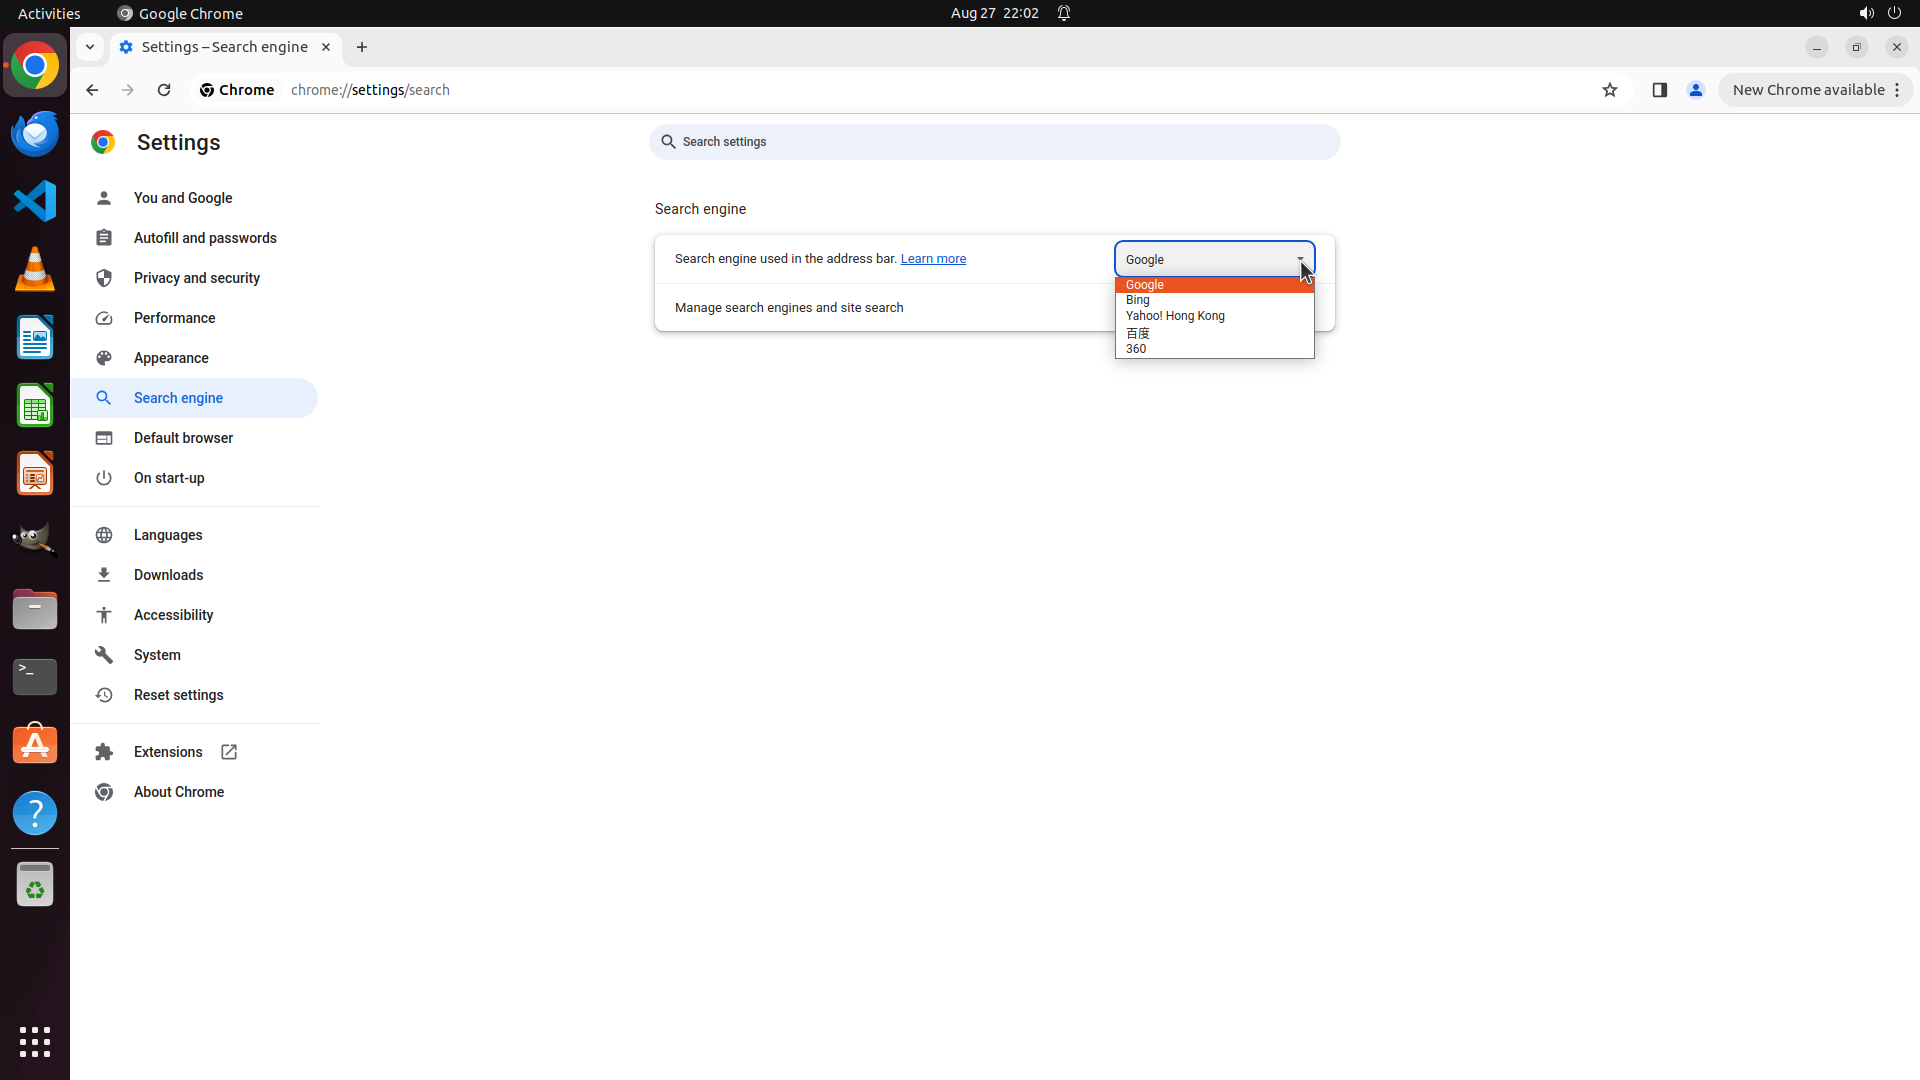 Activities
Google Chrome
Aug 27 22:02
Settings – Search engine
Chrome
chrome://settings/search
New Chrome available
Settings
Search settings
You and Google
Autofill and passwords
Privacy and security
Performance
Appearance
Search engine
Default browser
On start-up
Languages
Downloads
Accessibility
System
Reset settings
Extensions
About Chrome
Search engine
Search engine used in the address bar. Learn more
Google
Manage search engines and site search
Google
Bing
Yahoo! Hong Kong
百度
360